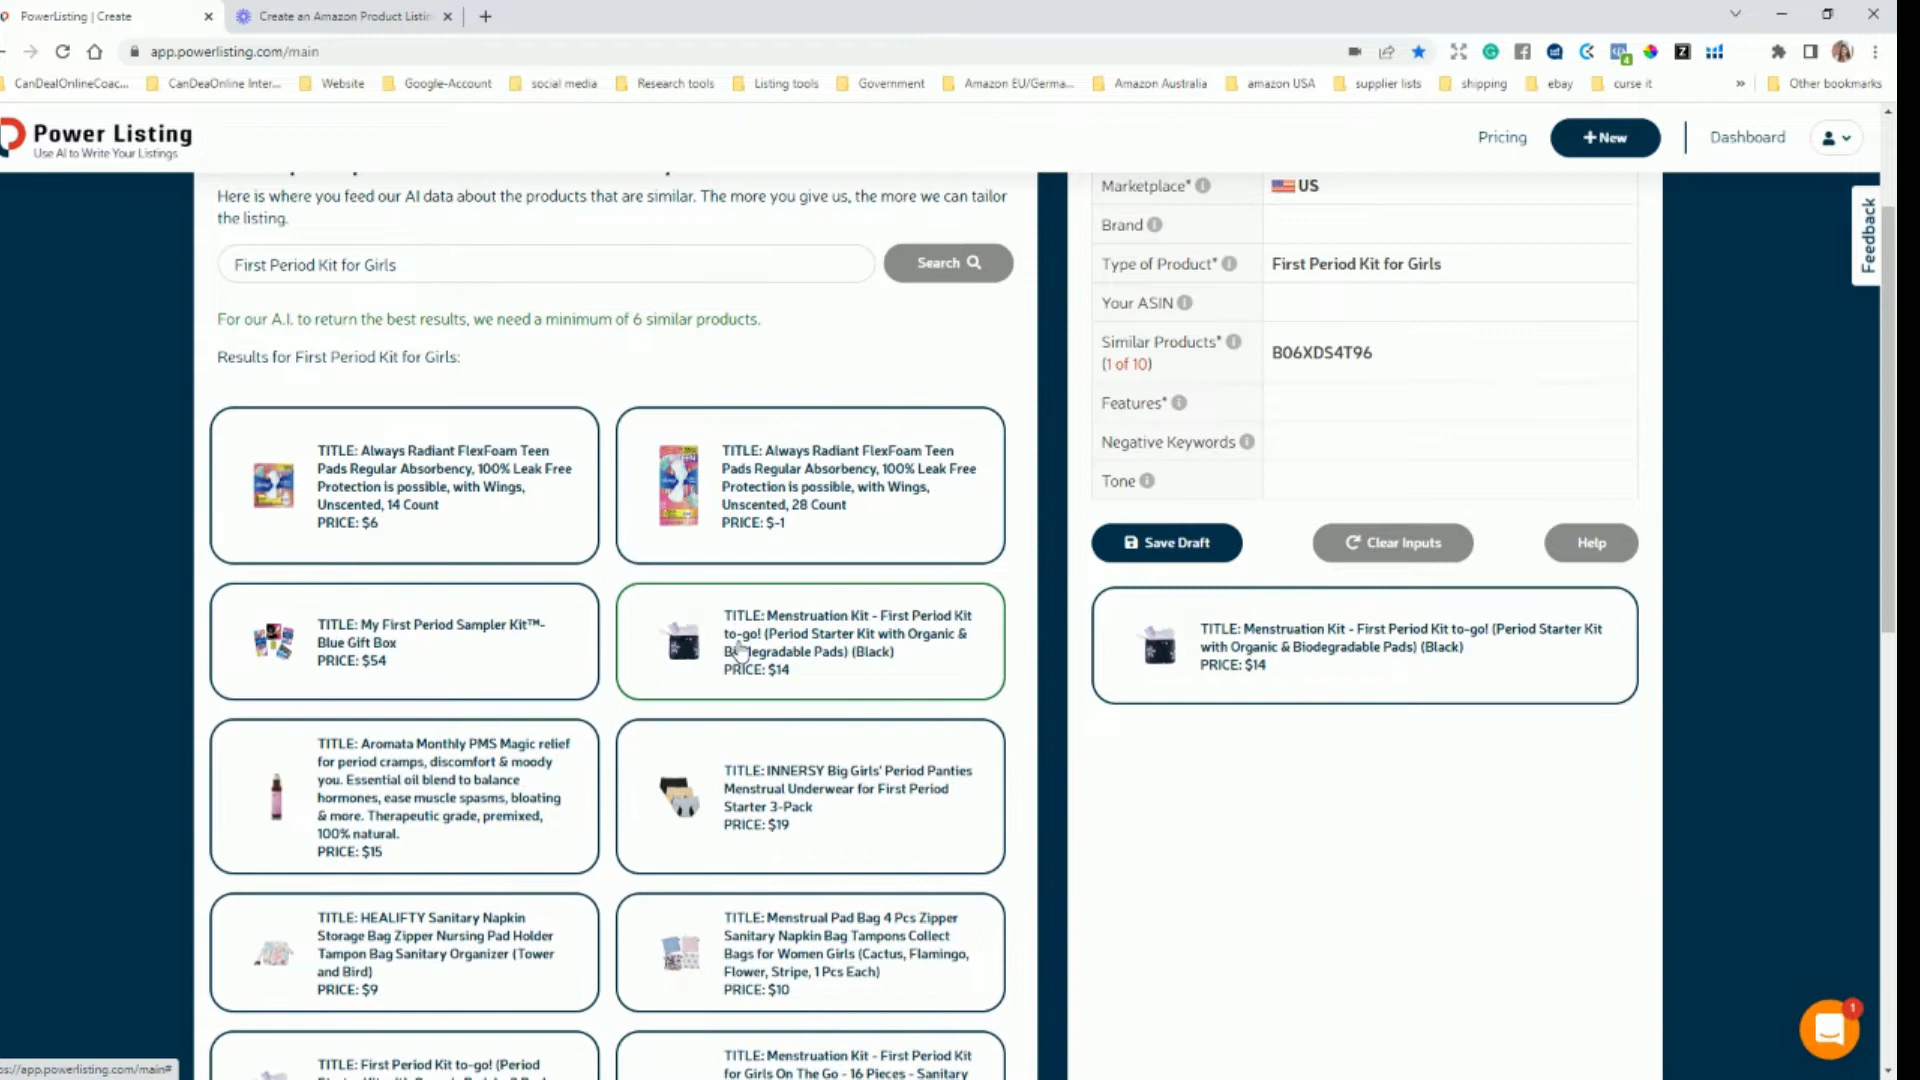 PowerListing | Create
Create an Amazon Product Listin
app.powerlisting.com/main
CanDealOnlineCoac...
CanDeaOnline Inter...
Website
Google-Account
social media
Research tools
Listing tools
Government
Amazon EU/Germa...
Amazon Australia
amazon USA
supplier lists
shipping
ebay
curse it
»
Other bookmarks
Power Listing
Use AI to Write Your Listings
Pricing
+New
Dashboard
Here is where you feed our AI data about the products that are similar. The more you give us, the more we can tailor
the listing.
First Period Kit for Girls
Search
For our A.I. to return the best results, we need a minimum of 6 similar products.
Results for First Period Kit for Girls:
TITLE: Always Radiant FlexFoam Teen
Pads Regular Absorbency, 100% Leak Free
Protection is possible, with Wings,
Unscented, 14 Count
PRICE: $6
TITLE: Always Radiant FlexFoam Teen
Pads Regular Absorbency, 100% Leak Free
Protection is possible, with Wings,
Unscented, 28 Count
PRICE: $-1
TITLE: My First Period Sampler Kit™-
Blue Gift Box
PRICE: $54
TITLE: Menstruation Kit - First Period Kit
to-go! (Period Starter Kit with Organic &
Biodegradable Pads) (Black)
PRICE: $14
TITLE: Aromata Monthly PMS Magic relief
for period cramps, discomfort & moody
you. Essential oil blend to balance
hormones, ease muscle spasms, bloating
& more. Therapeutic grade, premixed,
100% natural.
PRICE: $15
TITLE: INNERSY Big Girls' Period Panties
Menstrual Underwear for First Period
Starter 3-Pack
PRICE: $19
TITLE: HEALIFTY Sanitary Napkin
Storage Bag Zipper Nursing Pad Holder
Tampon Bag Sanitary Organizer (Tower
and Bird)
PRICE: $9
TITLE: Menstrual Pad Bag 4 Pcs Zipper
Sanitary Napkin Bag Tampons Collect
Bags for Women Girls (Cactus, Flamingo,
Flower, Stripe, 1 Pcs Each)
PRICE: $10
TITLE: First Period Kit to-go! (Period
TITLE: Menstruation Kit - First Period Kit
for Girls On The Go - 16 Pieces - Sanitary
Marketplace*
US
Brand
Type of Product*
First Period Kit for Girls
Your ASIN
Similar Products*
(1 of 10)
B06XDS4T96
Features*
Negative Keywords
Tone
Save Draft
Clear Inputs
Help
TITLE: Menstruation Kit - First Period Kit to-go! (Period Starter Kit
with Organic & Biodegradable Pads) (Black)
PRICE: $14
Feedback
1
4
Z
ps://app.powerlisting.com/main#